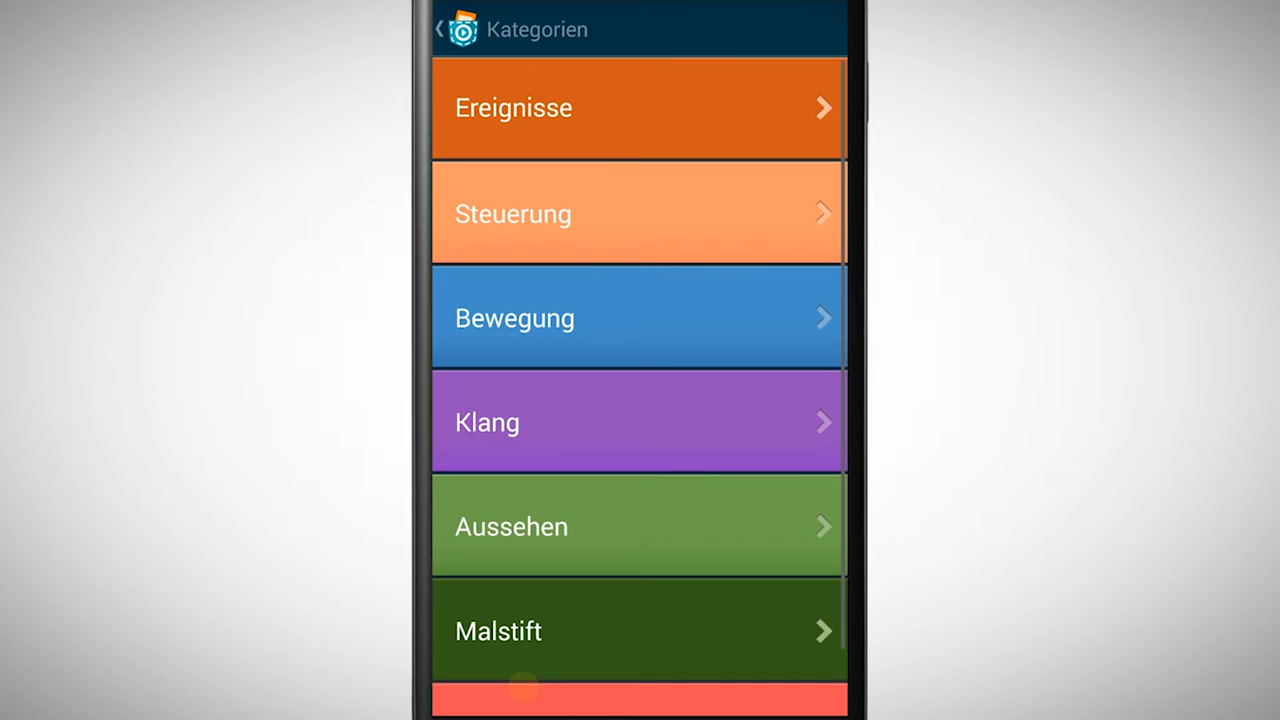 Kategorien
Ereignisse
Steuerung
Bewegung
Klang
Aussehen
Malstift